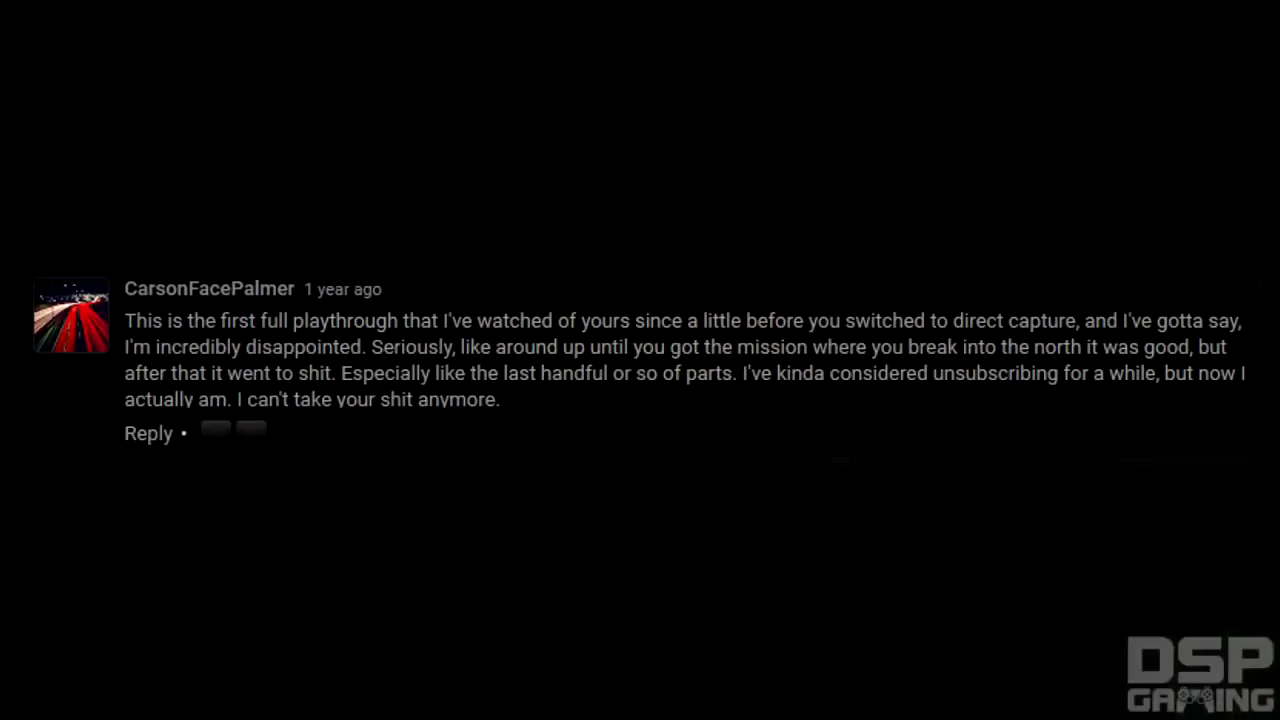 CarsonFacePalmer 1 year ago
This is the first full playthrough that I've watched of yours since a little before you switched to direct capture, and I've gotta say,
I'm incredibly disappointed. Seriously, like around up until you got the mission where you break into the north it was good, but
after that it went to shit. Especially like the last handful or so of parts. I've kinda considered unsubscribing for a while, but now I
actually am. I can't take your shit anymore.
Reply •
DSP
GAMING